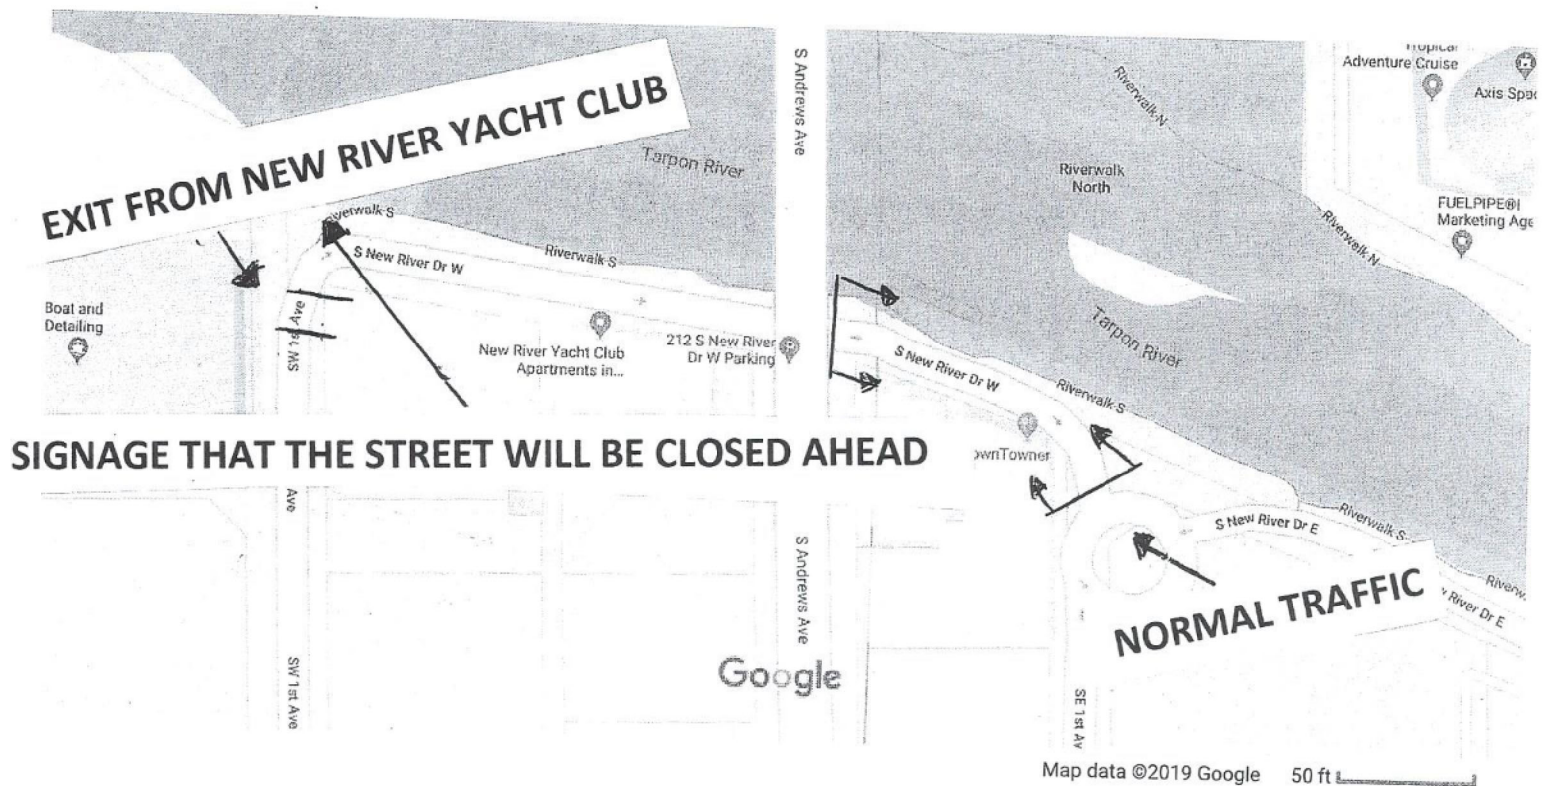 EXIT FROM NEW RIVER YACHT CLUB
S Andrews Ave
Tarpon River
Riverwalk S
S New River Dr W
Riverwalk S
Boat and
Detailing
SW 1st Ave
New River Yacht Club
Apartments in...
212 S New River
Dr W Parking
Riverwalk N
Riverwalk
North
Adventure Cruise
Axis Spac
FUELPIPE®|
Marketing Age
Riverwalk N
Tarpon River
S New River Dr W
Riverwalk S
SIGNAGE THAT THE STREET WILL BE CLOSED AHEAD
ownTowner
Ave
S New River Dr E
Riverwalk S
S Andrews Ave
NORMAL TRAFFIC
Riverw
River Dr E
SW 1st Ave
Google
SE 1st Av
Map data ©2019 Google
50 ft